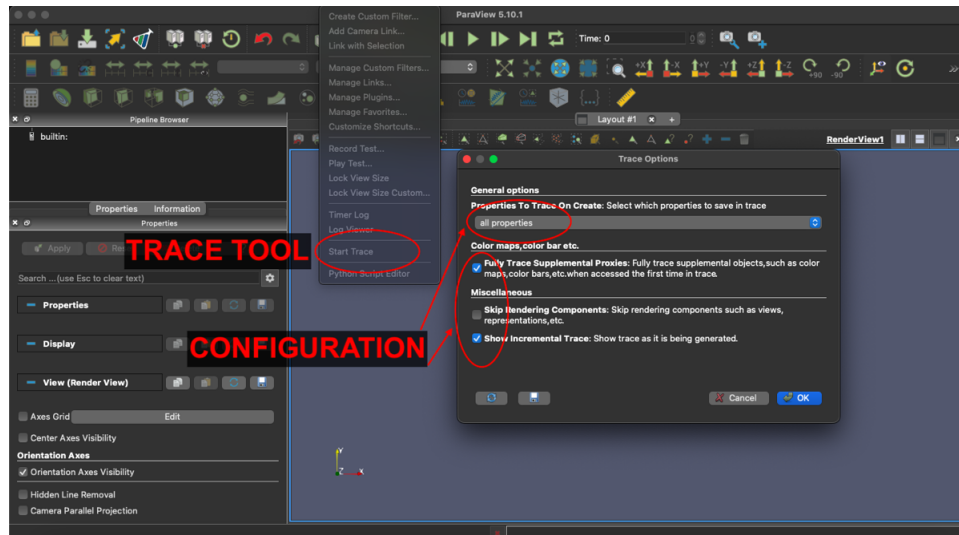 Create Custom Filter...
ParaView 5.10.1
Add Camera Link...
Link with Selection
Time: 0
Manage Custom Filters...
Manage Links...
Manage Plugins...
Manage Favorites...
Customize Shortcuts...
Record Test...
Play Test...
Lock View Size
Lock View Size Custom...
Timer Log
Log Viewer
Start Trace
Python Script Editor
+X
-X
+Y
-Y
+Z
-Z
+90
-90
Pipeline Browser
builtin:
Layout #1
RenderView1
Properties
Information
Properties
Apply
TRACE TOOL
Search ...(use Esc to clear text)
Properties
Display
CONFIGURATION
View (Render View)
Axes Grid
Edit
Center Axes Visibility
Orientation Axes
Orientation Axes Visibility
Hidden Line Removal
Camera Parallel Projection
Trace Options
General options
Properties To Trace On Create: Select which properties to save in trace
all properties
Color maps,color bar etc.
Fully Trace Supplemental Proxies: Fully trace supplemental objects,such as color
maps,color bars,etc.when accessed the first time in trace.
Miscellaneous
Skip Rendering Components: Skip rendering components such as views,
representations,etc.
Show Incremental Trace: Show trace as it is being generated.
Cancel
OK
Y
Z
X